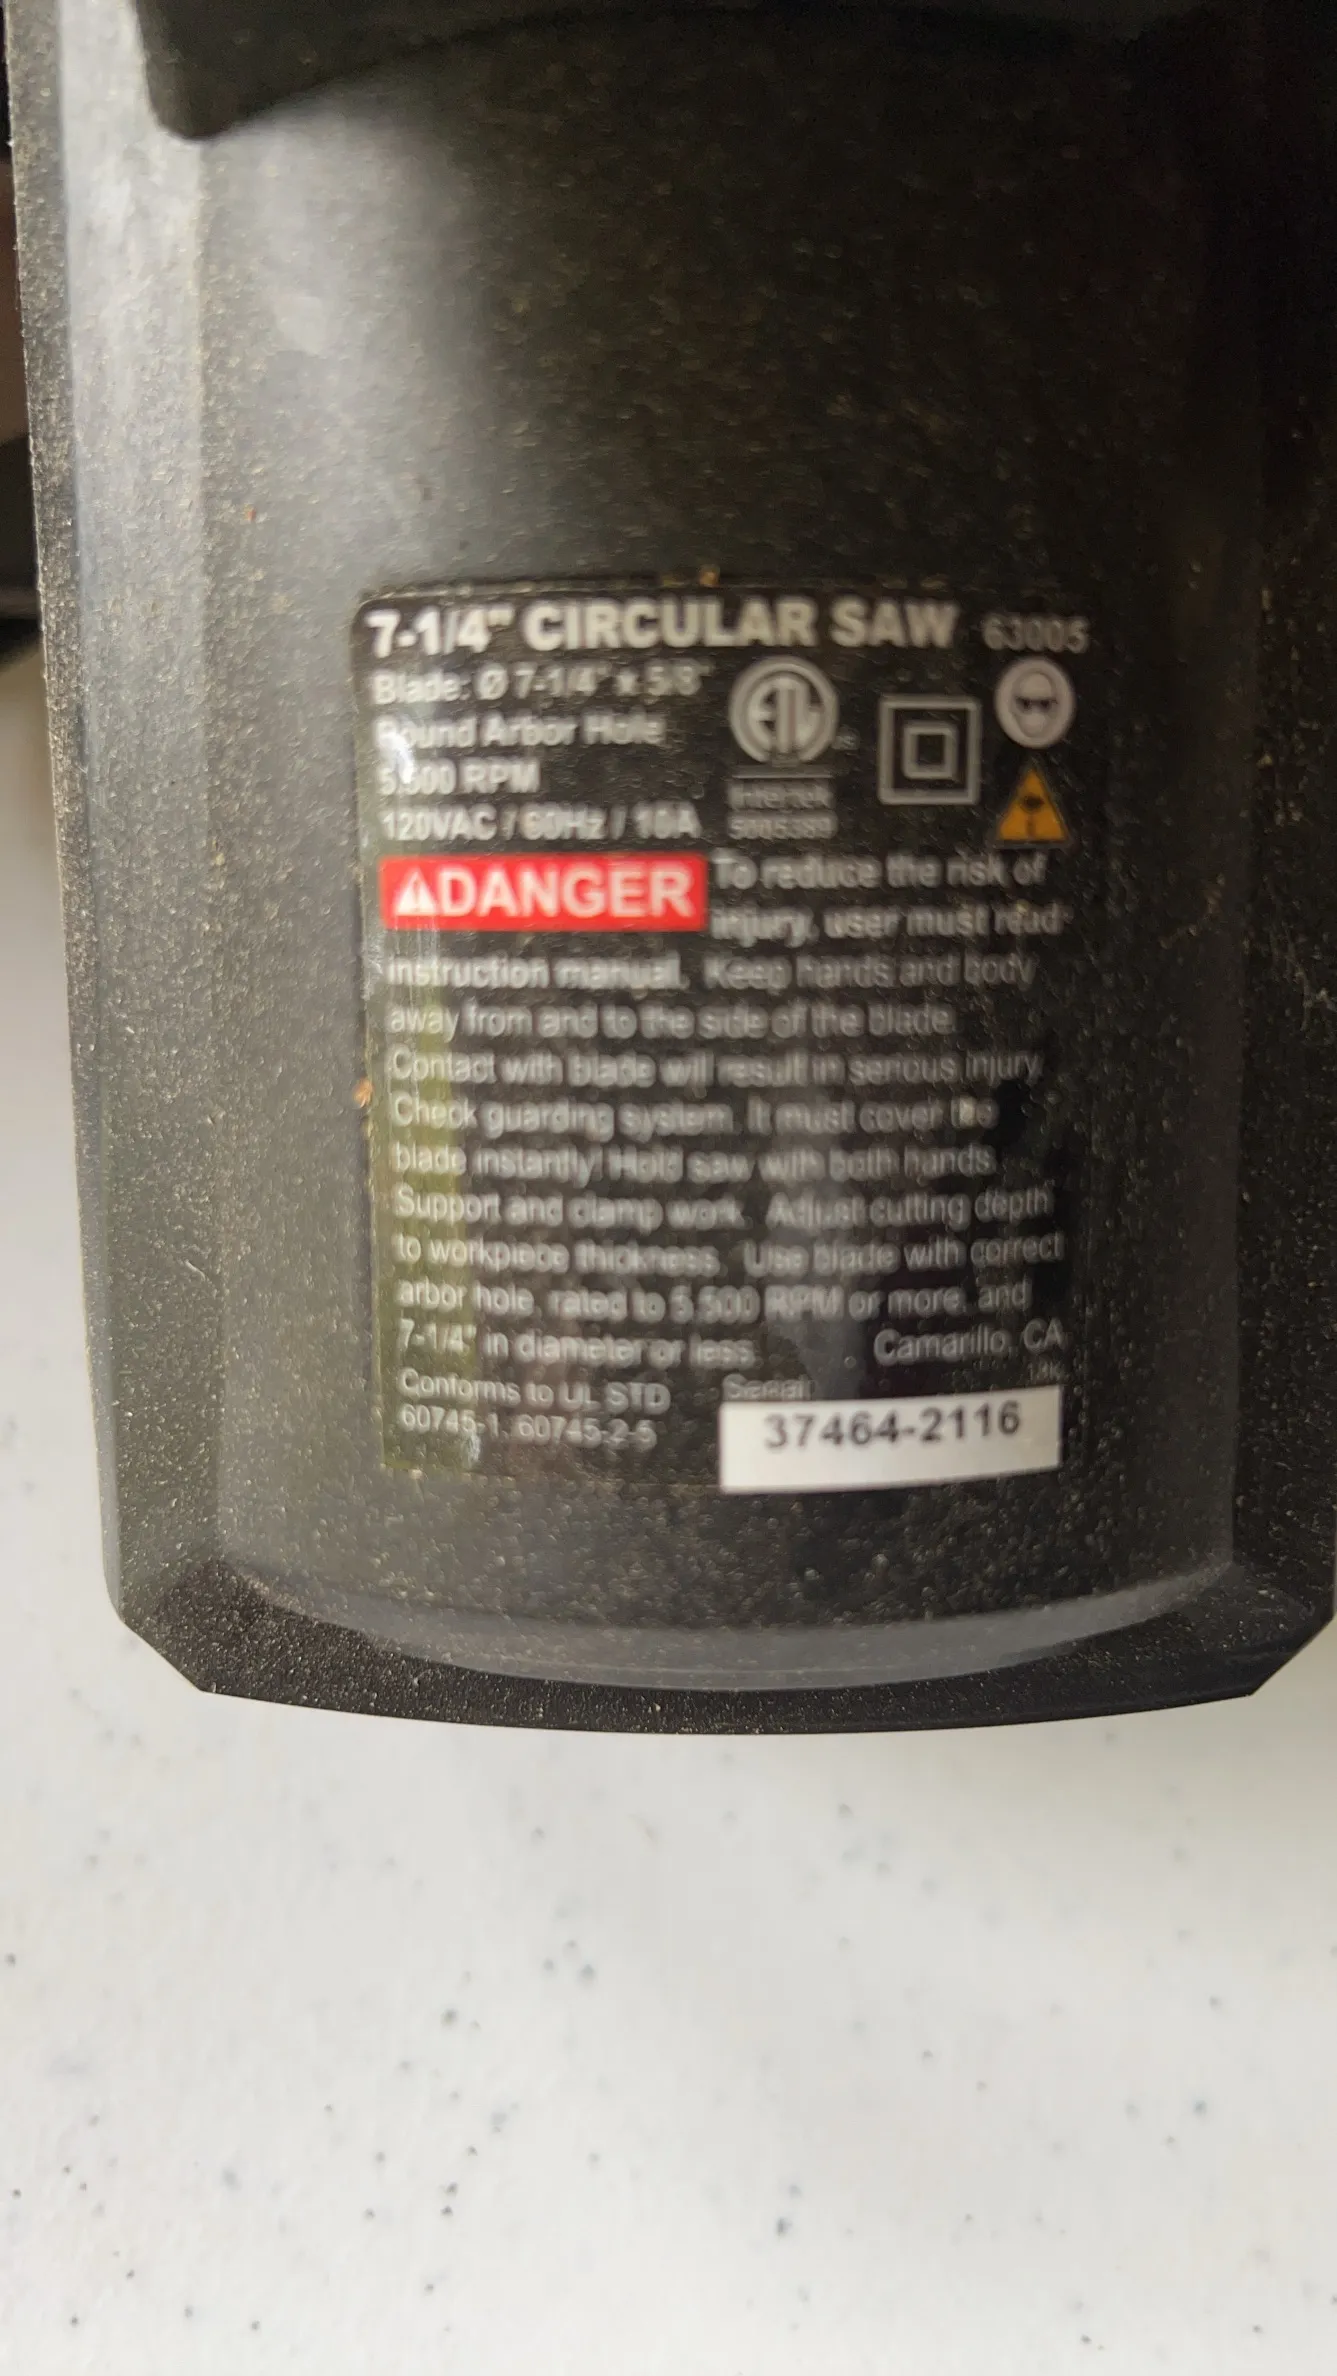 7-1/4" CIRCULAR SAW 63005
Blade: Ø 7-1/4" x 5/8"
Round Arbor Hole
5,500 RPM
120VAC / 60Hz / 10A
ETL
Intertek
⚠DANGER To reduce the risk of
injury, user must read
instruction manual. Keep hands and body
away from and to the side of the blade.
Contact with blade will result in serious injury.
Check guarding system. It must cover the
blade instantly! Hold saw with both hands.
Support and clamp work. Adjust cutting depth
to workpiece thickness. Use blade with correct
arbor hole, rated to 5,500 RPM or more, and
7-1/4" in diameter or less. Camarillo, CA
Conforms to UL STD
60745-1, 60745-2-5
Serial:
37464-2116